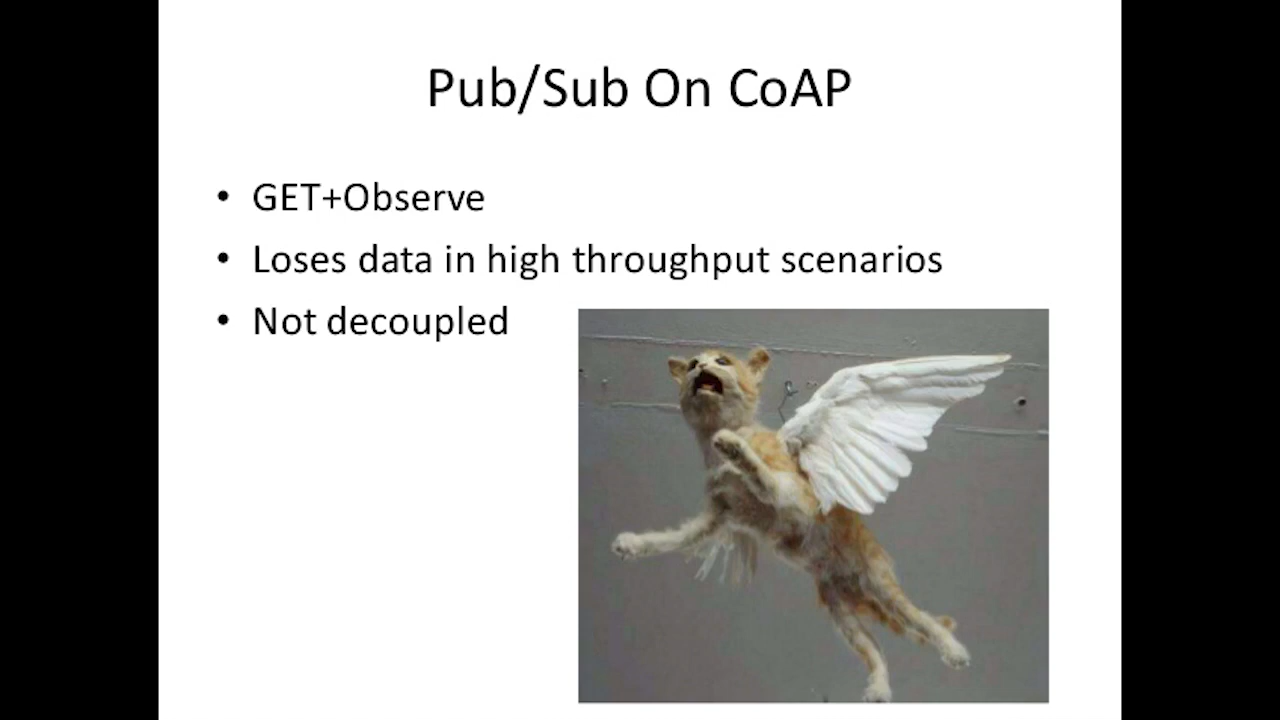 Pub/Sub On CoAP
• GET+Observe
• Loses data in high throughput scenarios
• Not decoupled